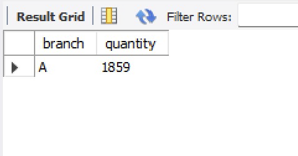 Result Grid Filter Rows:
branch quantity
A 1859